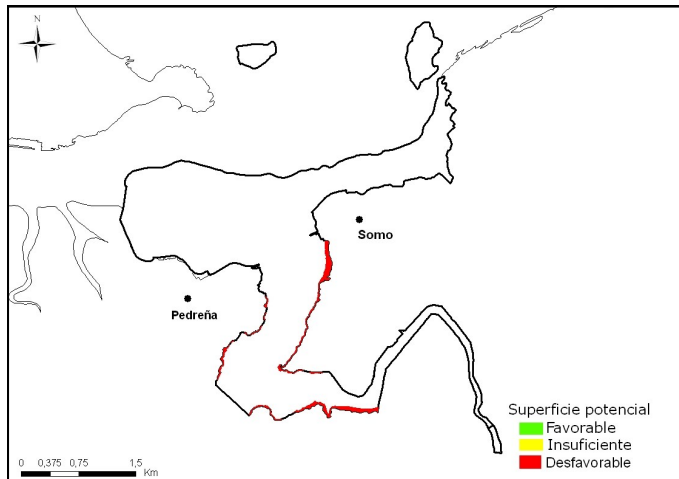 N
Somo
Pedreña
Superficie potencial
Favorable
Insuficiente
Desfavorable
0 0,375 0,75 1,5
Km